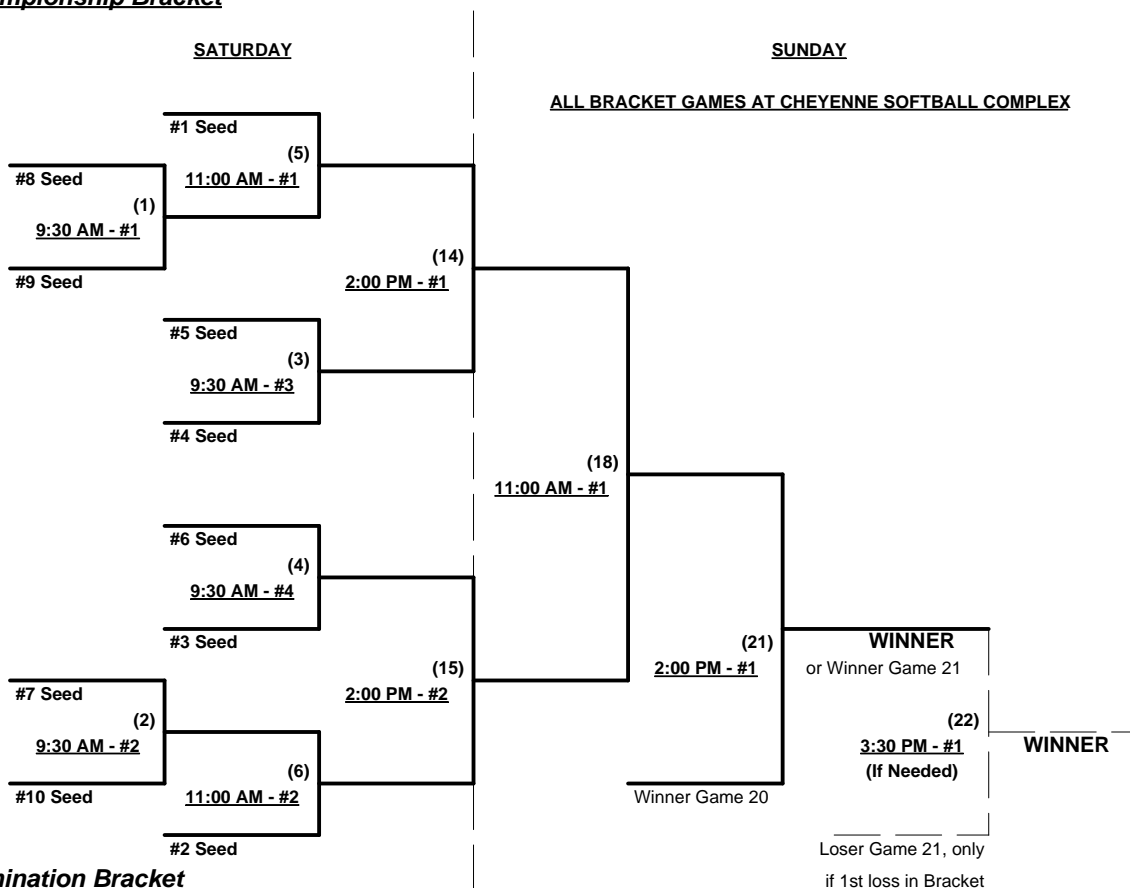 SATURDAY
SUNDAY
ALL BRACKET GAMES AT CHEYENNE SOFTBALL COMPLEX
#1 Seed
(5)
11:00 AM - #1
#8 Seed
(1)
9:30 AM - #1
#9 Seed
(14)
2:00 PM - #1
#5 Seed
(3)
9:30 AM - #3
#4 Seed
(18)
11:00 AM - #1
#6 Seed
(4)
9:30 AM - #4
#3 Seed
(15)
2:00 PM - #2
#7 Seed
(2)
9:30 AM - #2
#10 Seed
(6)
11:00 AM - #2
#2 Seed
(21)
2:00 PM - #1
Winner Game 20
WINNER
or Winner Game 21
(22)
3:30 PM - #1
(If Needed)
WINNER
Loser Game 21, only
if 1st loss in Bracket
Bracket
Bracket